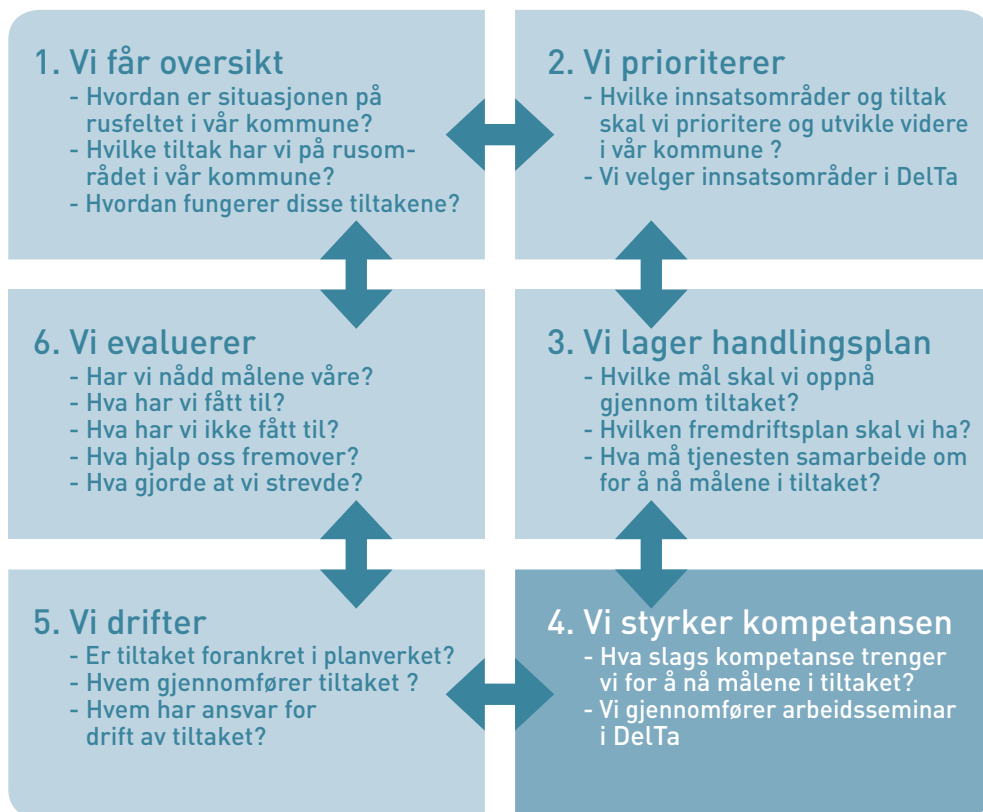 1. Vi får oversikt
- Hvordan er situasjonen på
rusfeltet i vår kommune?
- Hvilke tiltak har vi på rusom-
rådet i vår kommune?
- Hvordan fungerer disse tiltakene?
2. Vi prioriterer
- Hvilke innsatsområder og tiltak
skal vi prioritere og utvikle videre
i vår kommune ?
- Vi velger innsatsområder i DelTa
3. Vi lager handlingsplan
- Hvilke mål skal vi oppnå
gjennom tiltaket?
- Hvilken fremdriftsplan skal vi ha?
- Hva må tjenesten samarbeide om
for å nå målene i tiltaket?
4. Vi styrker kompetansen
- Hva slags kompetanse trenger
vi for å nå målene i tiltaket?
- Vi gjennomfører arbeidsseminar
i DelTa
5. Vi drifter
- Er tiltaket forankret i planverket?
- Hvem gjennomfører tiltaket ?
- Hvem har ansvar for
drift av tiltaket?
6. Vi evaluerer
- Har vi nådd målene våre?
- Hva har vi fått til?
- Hva har vi ikke fått til?
- Hva hjalp oss fremover?
- Hva gjorde at vi strevde?